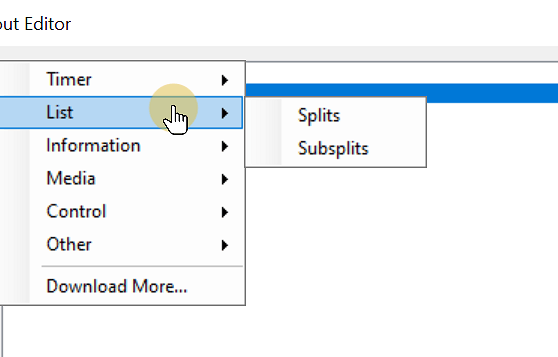 out Editor
Timer
List
Splits
Information
Subsplits
Media
Control
Other
Download More...